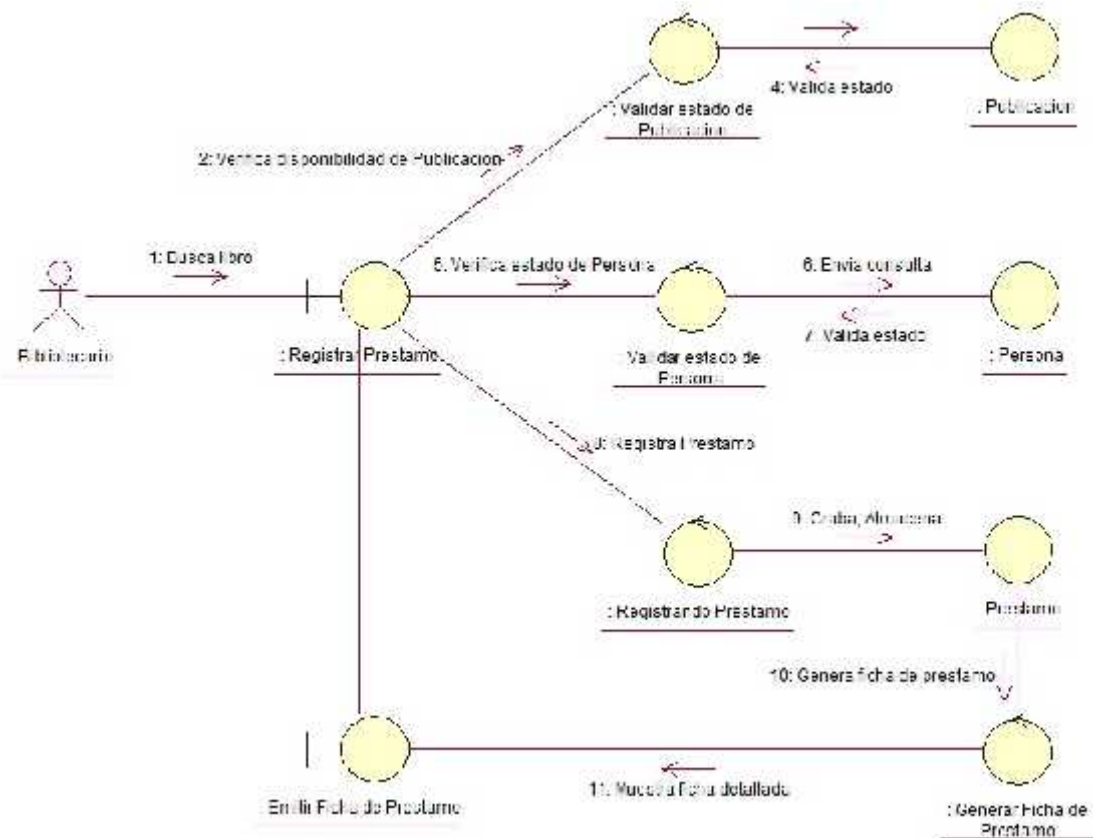 4: Valida estado
: Validar estado de
Publicacion
: Publicacion
2: Verifica disponibilidad de Publicacion
1: Busca libro
5: Verifica estado de Persona
6: Envia consulta
7: Valida estado
Bibliotecario
: Registrar Prestamo
: Validar estado de
Persona
: Persona
8: Registra Prestamo
9: Graba, Almacena
: Registrando Prestamo
Prestamo
10: Genera ficha de prestamo
11: Muestra ficha detallada
: Emitir Ficha de Prestamo
: Generar Ficha de
Prestamo